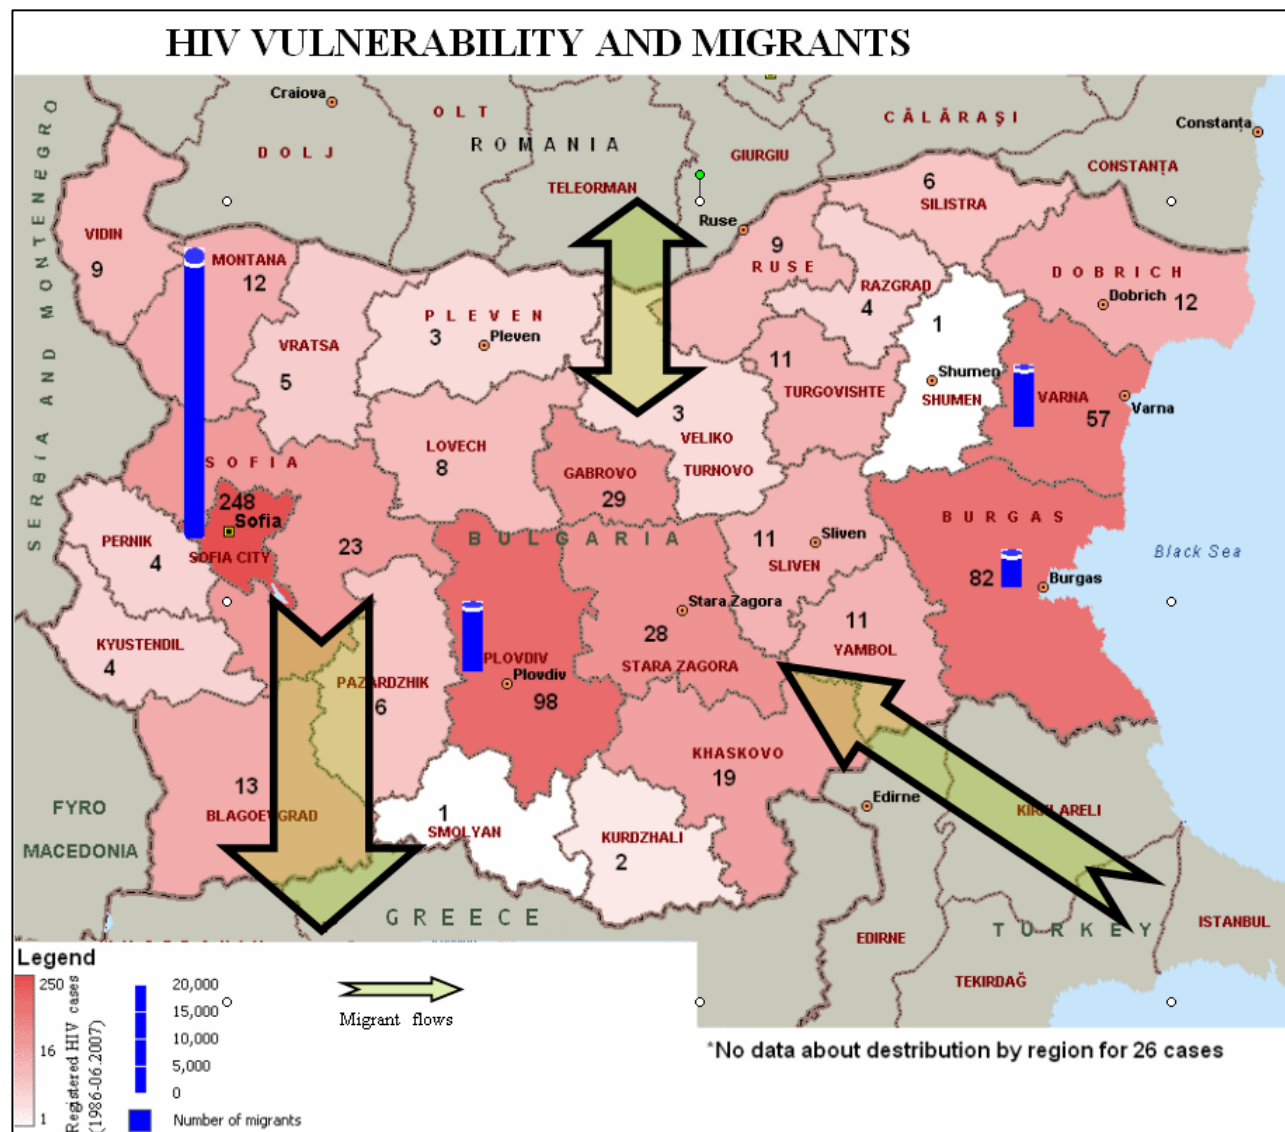 HIV VULNERABILITY AND MIGRANTS
SERBIA AND MONTENEGRO
Craiova
DOLJ
OLT
ROMANIA
TELEORMAN
GIURGIU
CĂLĂRAŞI
Constanţa
CONSTANŢA
VIDIN
9
MONTANA
12
VRATSA
5
PLEVEN
3
Pleven
Ruse
9
RUSE
6
SILISTRA
RAZGRAD
4
DOBRICH
Dobrich
12
1
Shumen
SHUMEN
VARNA
57
Varna
11
TURGOVISHTE
3
VELIKO
TURNOVO
LOVECH
8
GABROVO
29
SOFIA
248
Sofia
SOFIA CITY
23
PERNIK
4
KYUSTENDIL
4
BULGARIA
11
Sliven
SLIVEN
BURGAS
82
Burgas
Black Sea
Stara Zagora
28
STARA ZAGORA
11
YAMBOL
PLOVDIV
Plovdiv
98
PAZARDZHIK
6
KHASKOVO
19
13
BLAGOEVGRAD
1
SMOLYAN
KURDZHALI
2
FYRO
MACEDONIA
Edirne
KIRKLARELI
GREECE
EDIRNE
TURKEY
ISTANBUL
TEKIRDAĞ
Legend
250
16
1
Registered HIV cases
(1986-06.2007)
20,000
15,000
10,000
5,000
0
Number of migrants
Migrant flows
*No data about destribution by region for 26 cases